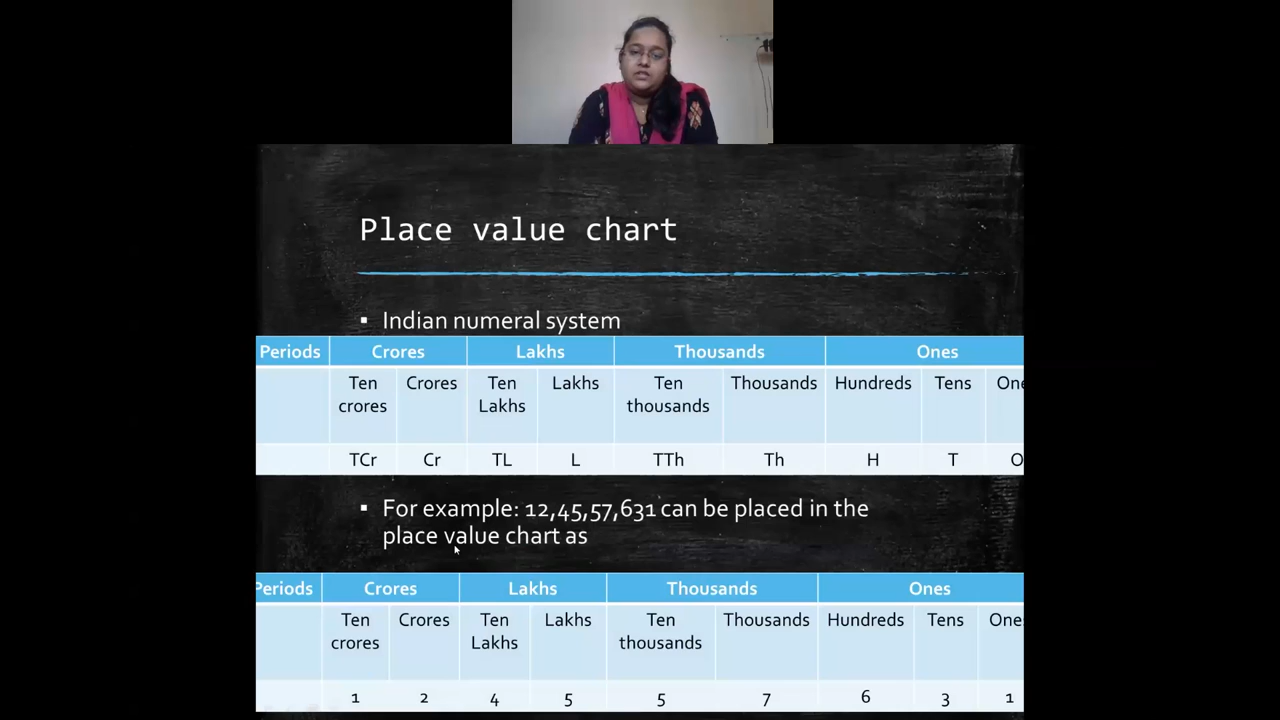 Place value chart
▪ Indian numeral system
Periods Crores Lakhs Thousands Ones
Ten crores Crores Ten Lakhs Lakhs Ten thousands Thousands Hundreds Tens One
TCr Cr TL L TTh Th H T O
▪ For example: 12,45,57,631 can be placed in the
place value chart as
Periods Crores Lakhs Thousands Ones
Ten crores Crores Ten Lakhs Lakhs Ten thousands Thousands Hundreds Tens Ones
1 2 4 5 5 7 6 3 1